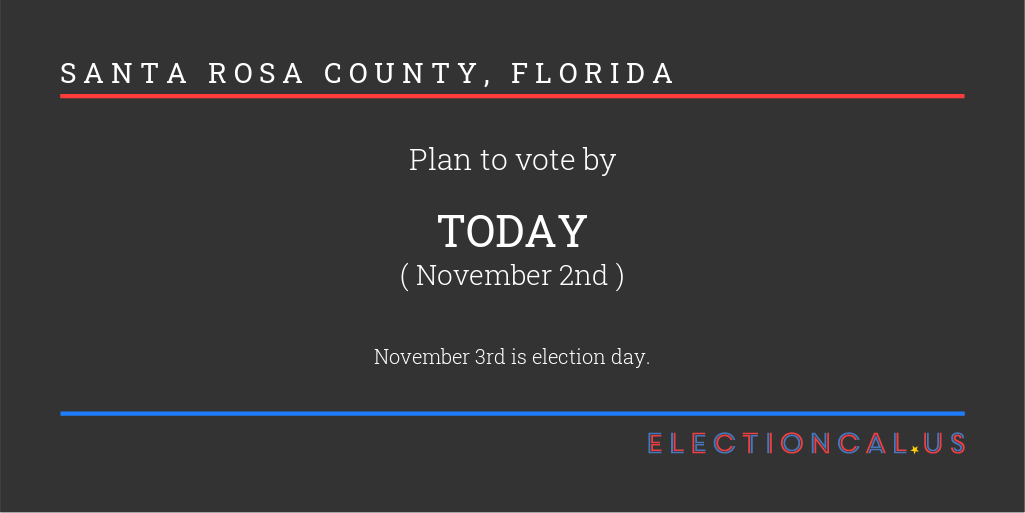 SANTA ROSA COUNTY, FLORIDA
Plan to vote by
TODAY
( November 2nd )
November 3rd is election day.
ELECTIONCAL.US